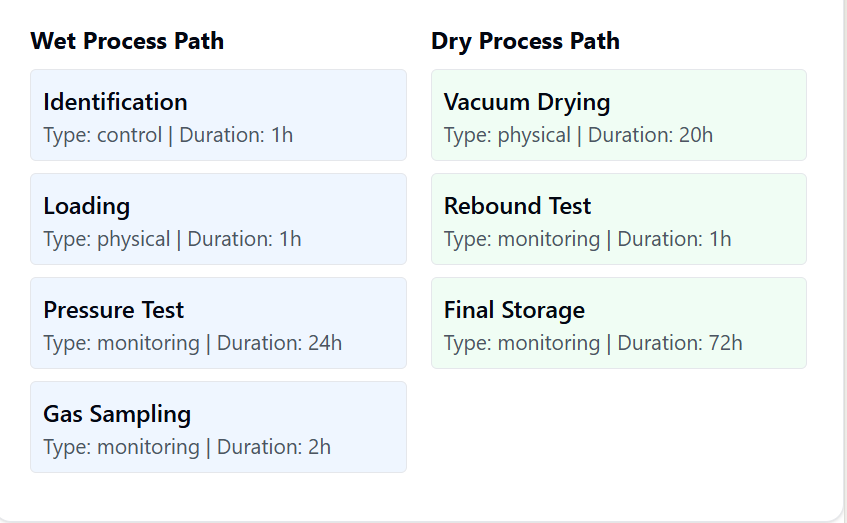 Wet Process Path
Identification
Type: control | Duration: 1h
Loading
Type: physical | Duration: 1h
Pressure Test
Type: monitoring | Duration: 24h
Gas Sampling
Type: monitoring | Duration: 2h
Dry Process Path
Vacuum Drying
Type: physical | Duration: 20h
Rebound Test
Type: monitoring | Duration: 1h
Final Storage
Type: monitoring | Duration: 72h